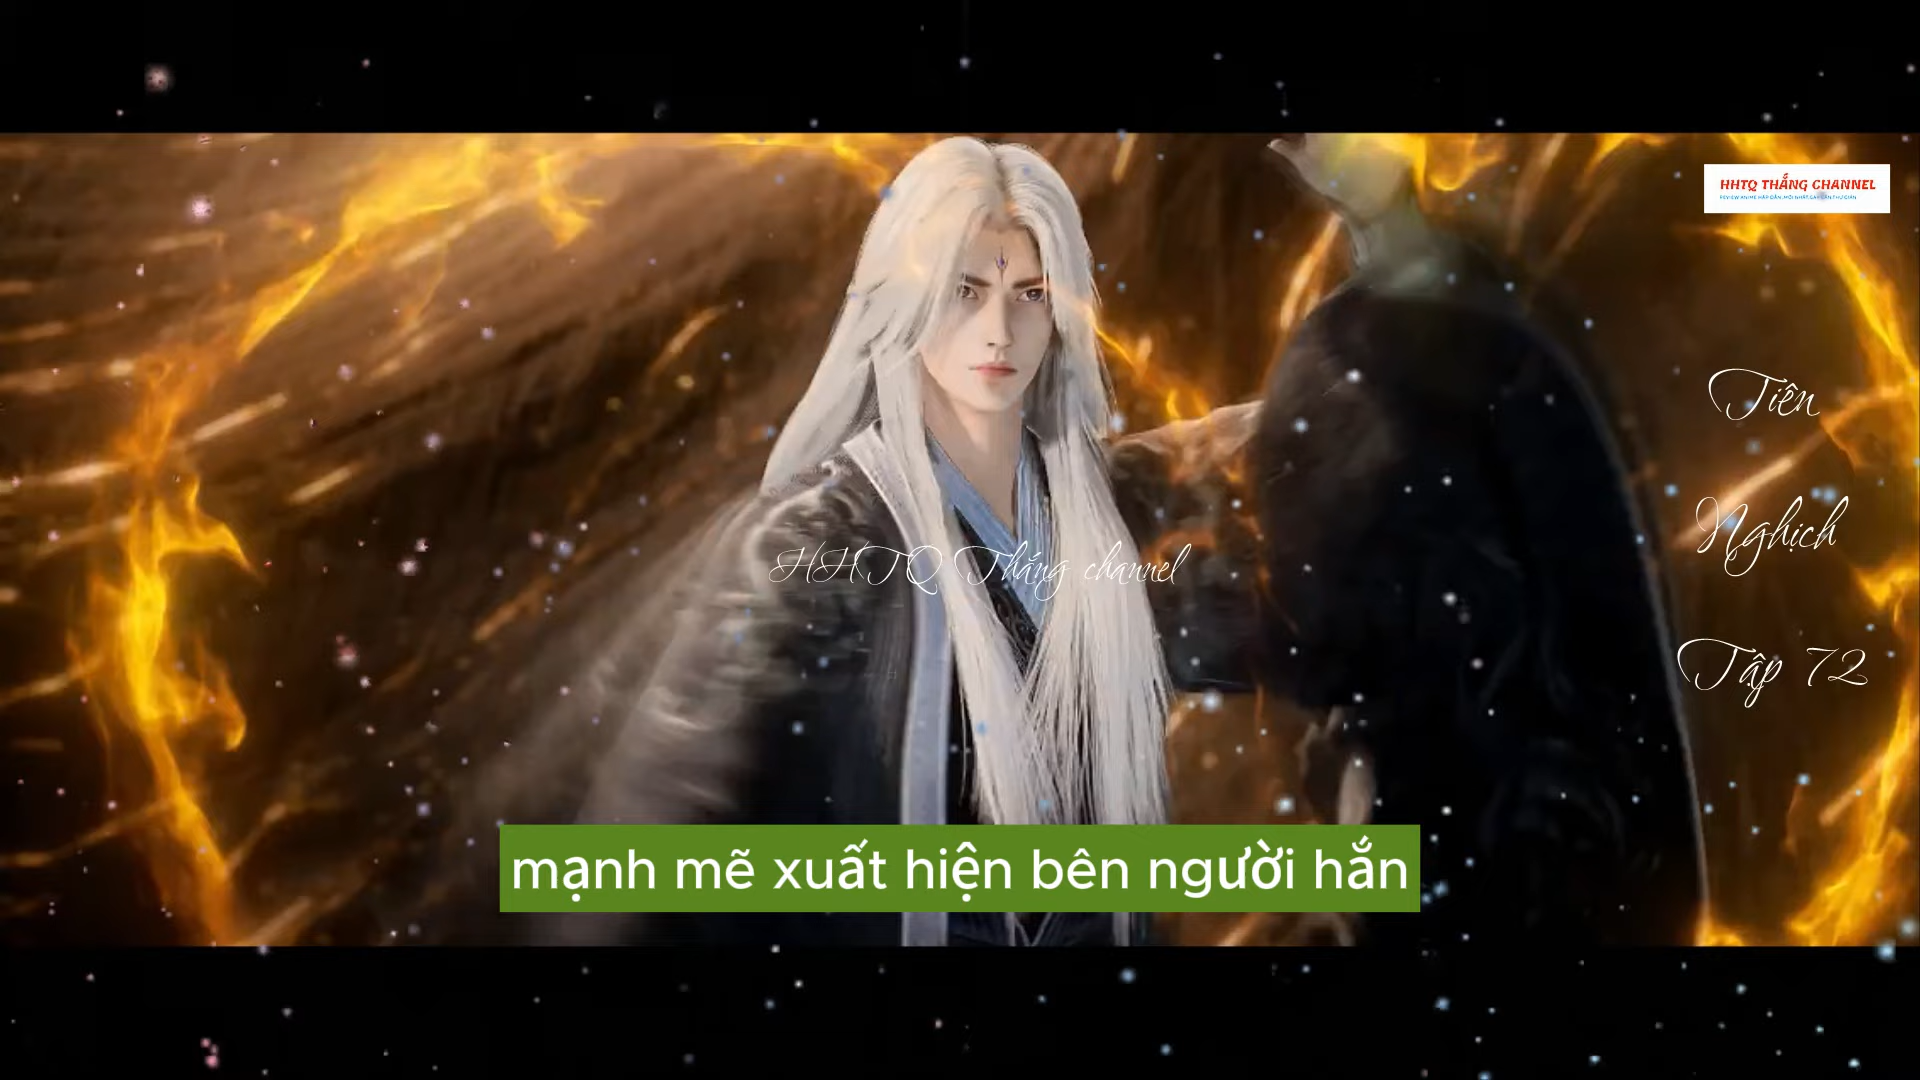 HHTQ THẮNG CHANNEL
Tiên
Nghịch
HHTQ Thắng channel
Tập 72
mạnh mẽ xuất hiện bên người hắn